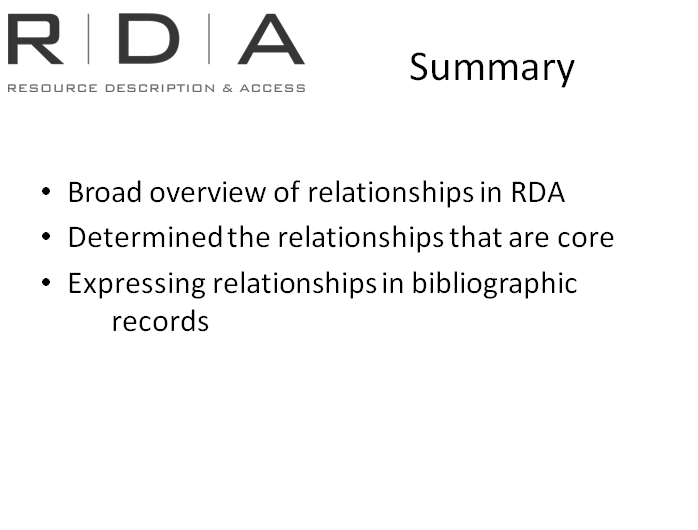 R D A
RESOURCE DESCRIPTION & ACCESS
Summary
• Broad overview of relationships in RDA
• Determined the relationships that are core
• Expressing relationships in bibliographic
records